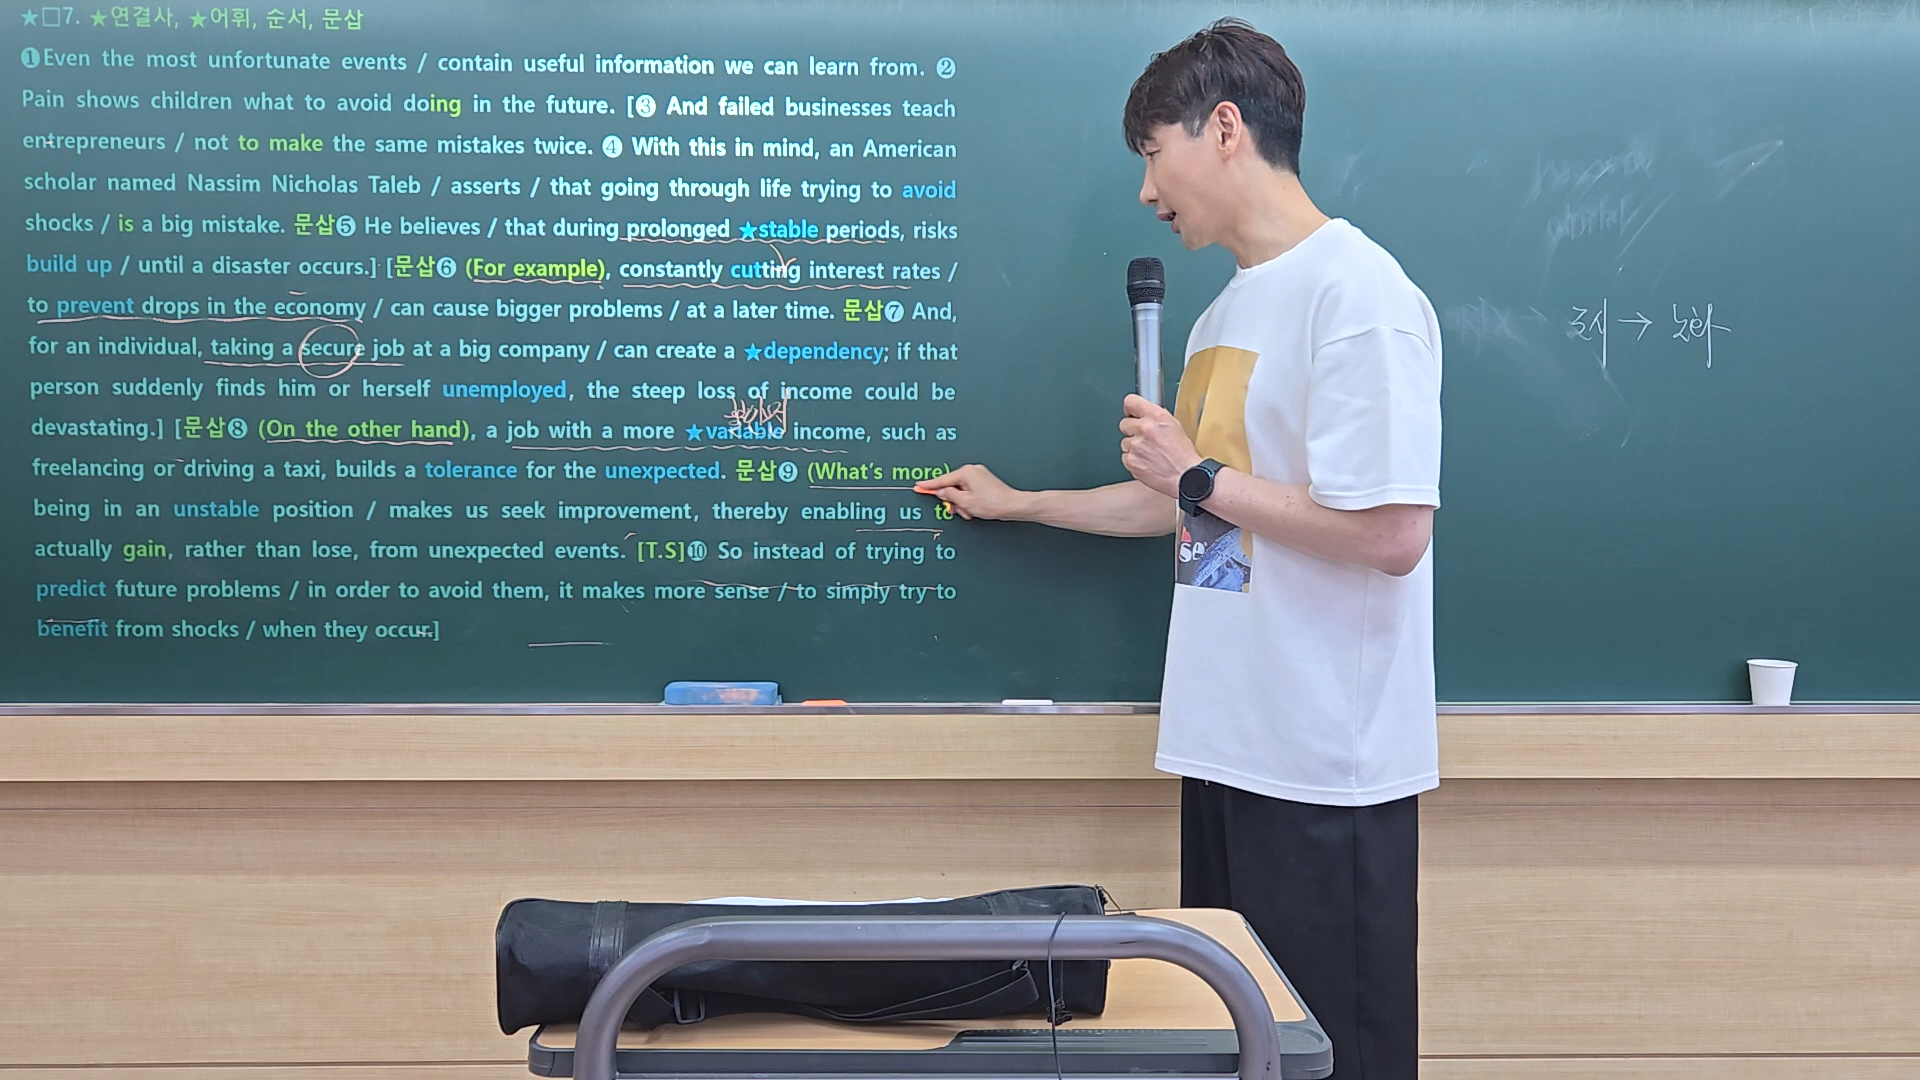 ★□7. ★연결사, ★어휘, 순서, 문삽
❶Even the most unfortunate events / contain useful information we can learn from. ❷
Pain shows children what to avoid doing in the future. [❸ And failed businesses teach
entrepreneurs / not to make the same mistakes twice. ❹ With this in mind, an American
scholar named Nassim Nicholas Taleb / asserts / that going through life trying to avoid
shocks / is a big mistake. 문삽❺ He believes / that during prolonged ★stable periods, risks
build up / until a disaster occurs.] [문삽❻ (For example), constantly cutting interest rates /
to prevent drops in the economy / can cause bigger problems / at a later time. 문삽❼ And,
for an individual, taking a secure job at a big company / can create a ★dependency; if that
person suddenly finds him or herself unemployed, the steep loss of income could be
devastating.] [문삽❽ (On the other hand), a job with a more ★variable income, such as
freelancing or driving a taxi, builds a tolerance for the unexpected. 문삽❾ (What's more),
being in an unstable position / makes us seek improvement, thereby enabling us to
actually gain, rather than lose, from unexpected events. [T.S]❿ So instead of trying to
predict future problems / in order to avoid them, it makes more sense / to simply try to
benefit from shocks / when they occur.]
se